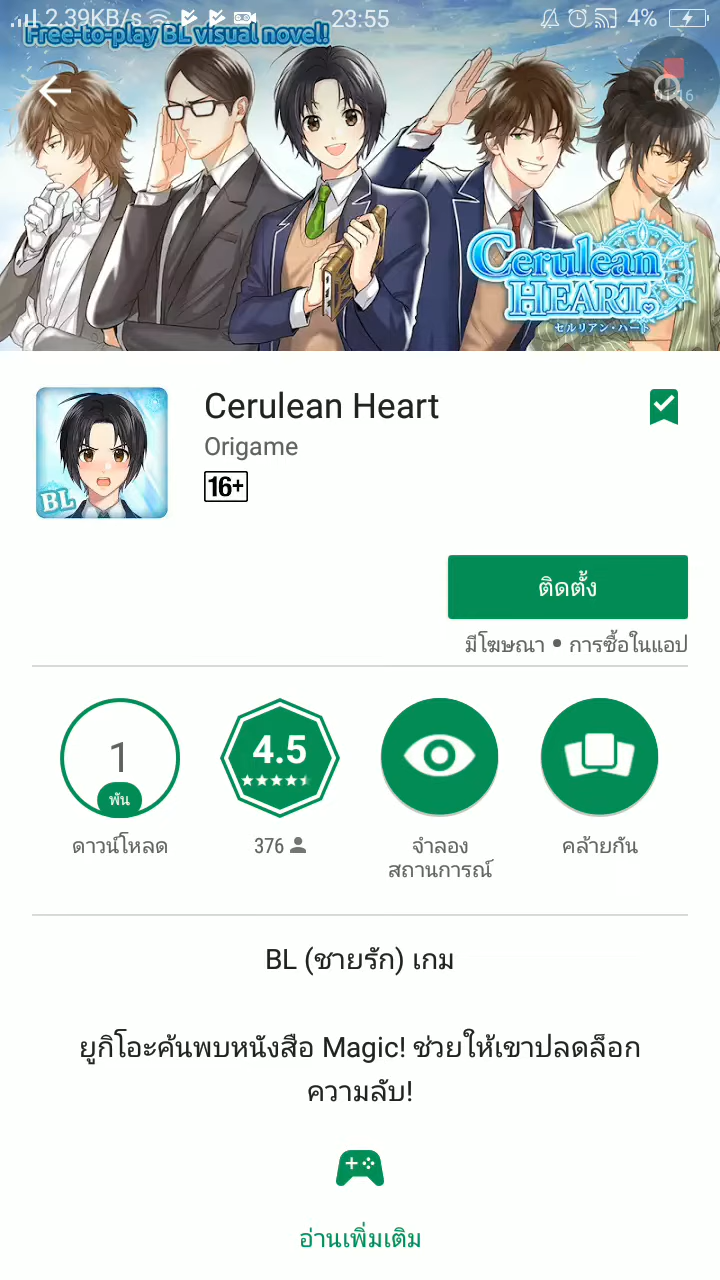 2.39KB/s 23:55 4%
Free-to-play BL visual novel!
01:16
Cerulean
HEART
セルリアン・ハート
Cerulean Heart
Origame
BL
16+
ติดตั้ง
มีโฆษณา • การซื้อในแอป
1
พัน
ดาวน์โหลด
4.5
376
จำลอง
สถานการณ์
คล้ายกัน
BL (ชายรัก) เกม
ยูกิโอะค้นพบหนังสือ Magic! ช่วยให้เขาปลดล็อก
ความลับ!
อ่านเพิ่มเติม